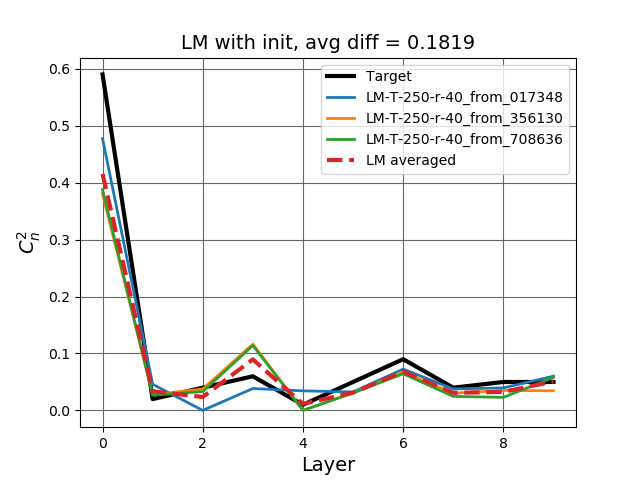 LM with init, avg diff = 0.1819
Target
LM-T-250-r-40_from_017348
LM-T-250-r-40_from_356130
LM-T-250-r-40_from_708636
LM averaged
0.6
0.5
0.4
0.3
0.2
0.1
0.0
$C_n^2$
0 2 4 6 8
Layer